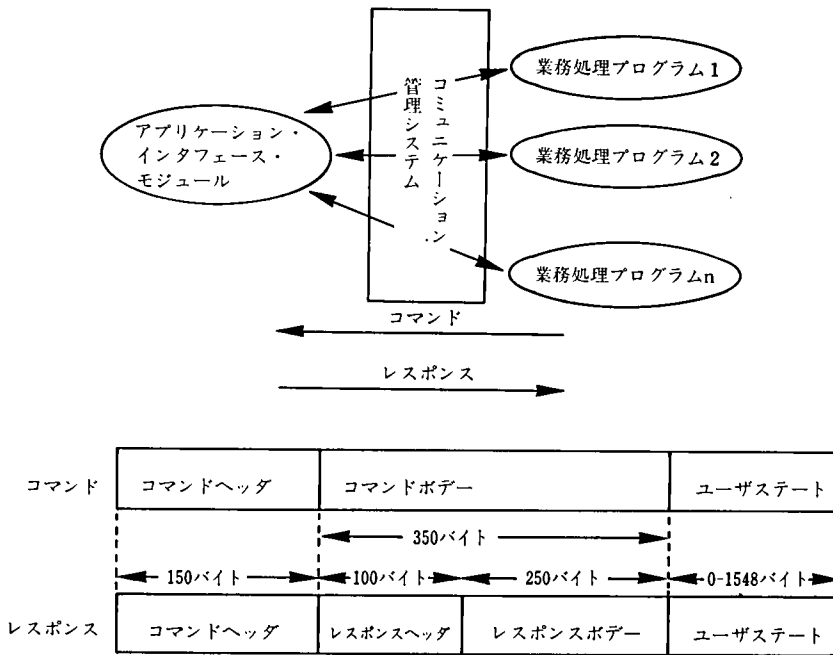 業務処理プログラム1
コミュニケーション
管理システム
アプリケーション・
インタフェース・
モジュール
業務処理プログラム2
業務処理プログラムn
コマンド
レスポンス
コマンド
コマンドヘッダ
コマンドボデー
ユーザステート
350バイト
150バイト
100バイト
250バイト
0-1548バイト
レスポンス
コマンドヘッダ
レスポンスヘッダ
レスポンスボデー
ユーザステート